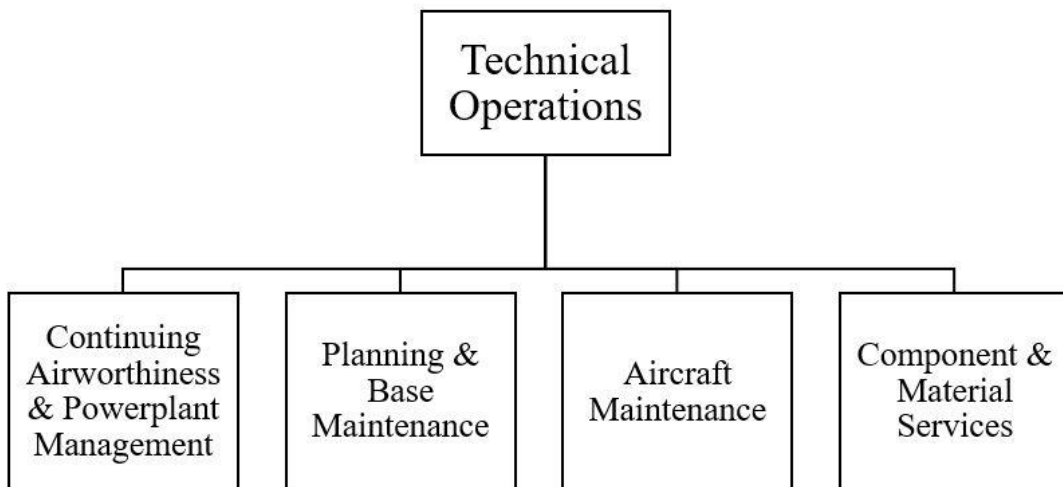 Technical
Operations
Continuing
Airworthiness
& Powerplant
Management
Planning &
Base
Maintenance
Aircraft
Maintenance
Component &
Material
Services